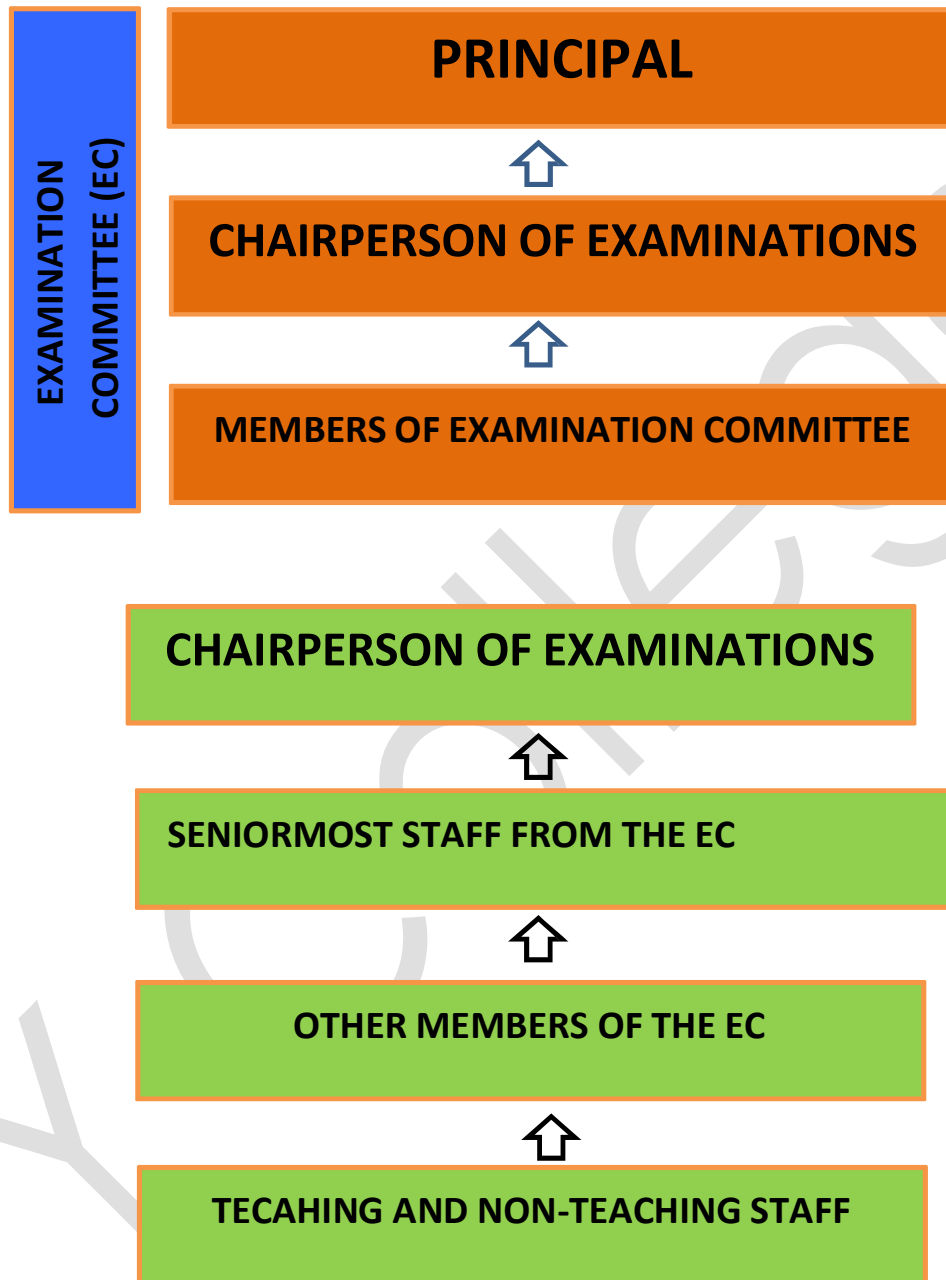 EXAMINATION
COMMITTEE (EC)
PRINCIPAL
CHAIRPERSON OF EXAMINATIONS
MEMBERS OF EXAMINATION COMMITTEE
CHAIRPERSON OF EXAMINATIONS
SENIORMOST STAFF FROM THE EC
OTHER MEMBERS OF THE EC
TECAHING AND NON-TEACHING STAFF